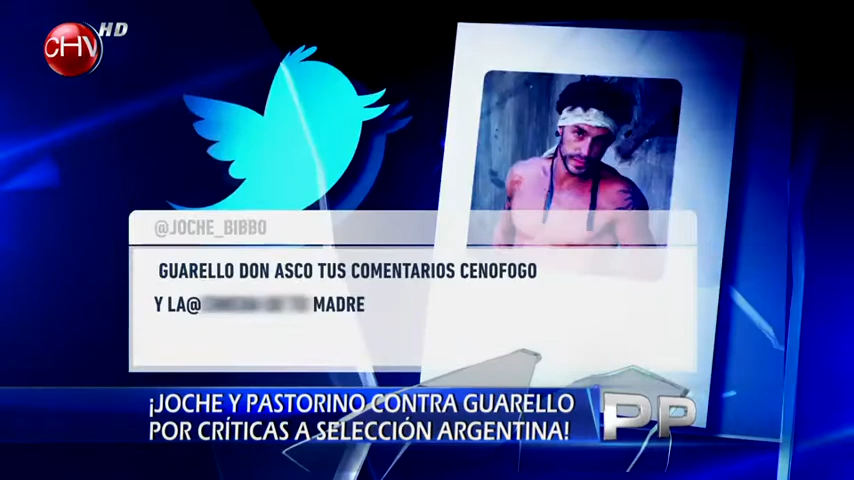 CHV HD
@JOCHE_BIBBO
GUARELLO DON ASCO TUS COMENTARIOS CENOFOGO
Y LA@ MADRE
¡JOCHE Y PASTORINO CONTRA GUARELLO
POR CRÍTICAS A SELECCIÓN ARGENTINA!
PP